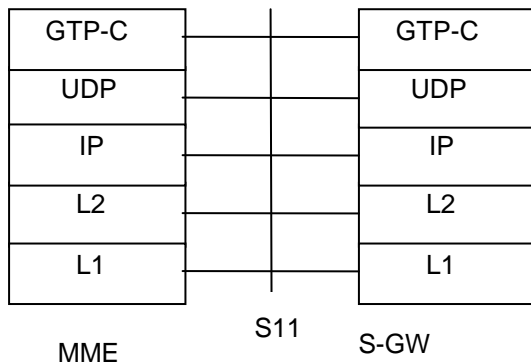 GTP-C GTP-C
UDP UDP
IP IP
L2 L2
L1 L1
S11
MME S-GW